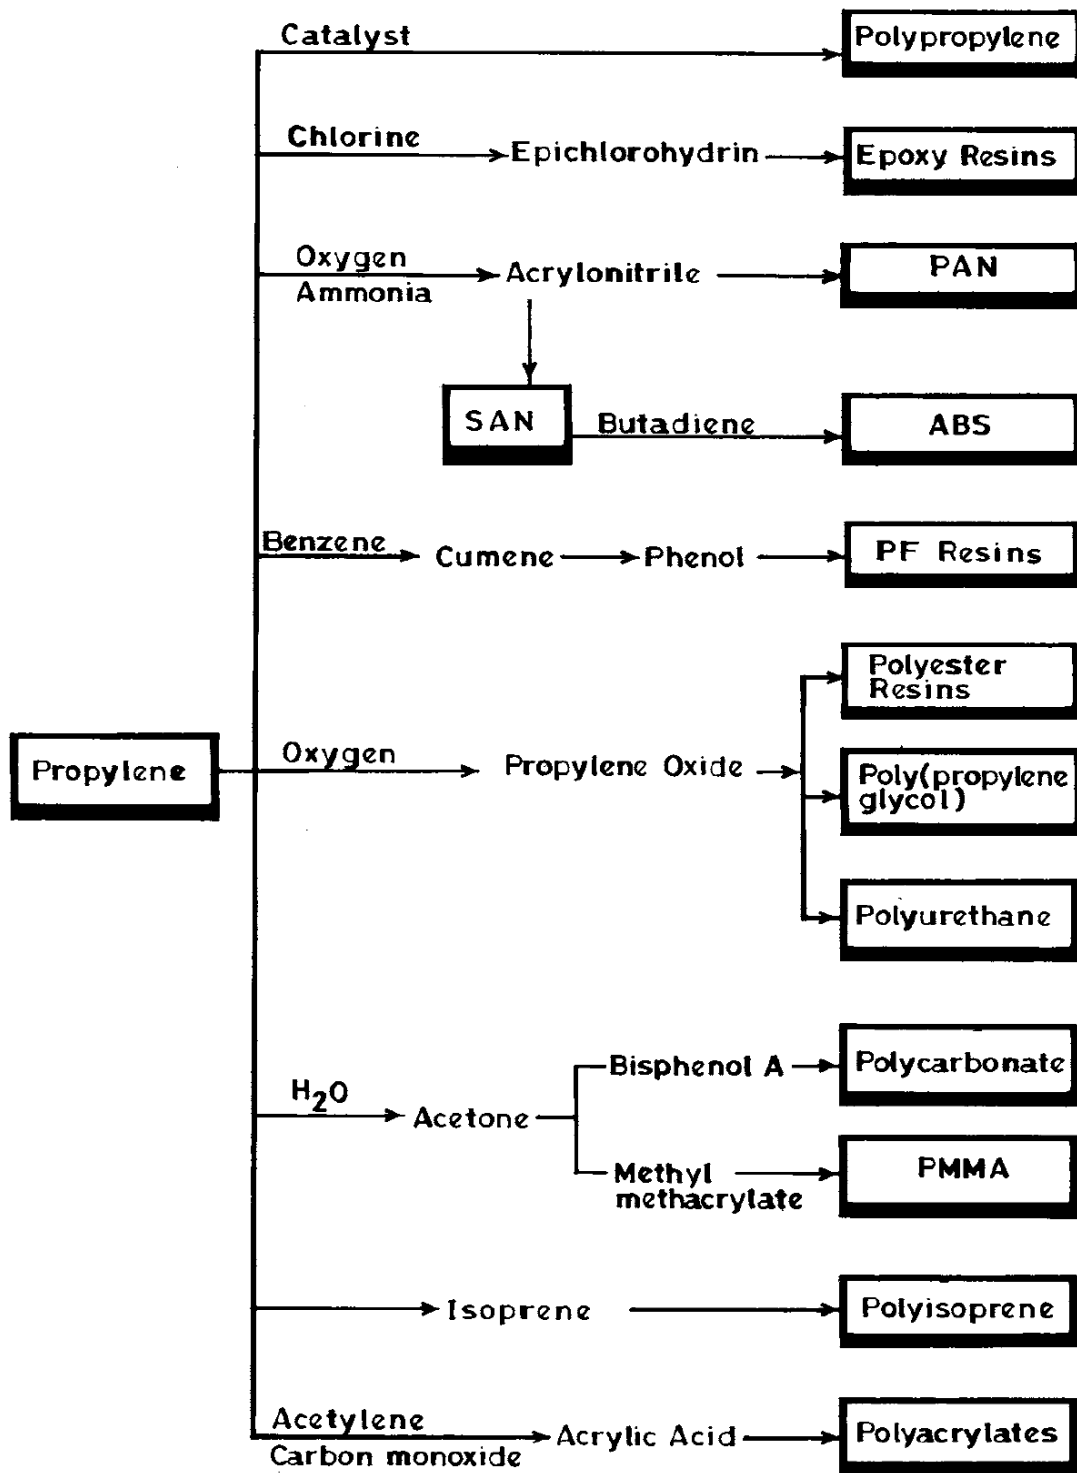 Catalyst
Polypropylene
Chlorine
Epichlorohydrin
Epoxy Resins
Oxygen
Ammonia
Acrylonitrile
PAN
SAN
Butadiene
ABS
Benzene
Cumene
Phenol
PF Resins
Polyester
Resins
Propylene
Oxygen
Propylene Oxide
Poly(propylene
glycol)
Polyurethane
H₂O
Acetone
Bisphenol A
Polycarbonate
Methyl
methacrylate
PMMA
Isoprene
Polyisoprene
Acetylene
Carbon monoxide
Acrylic Acid
Polyacrylates